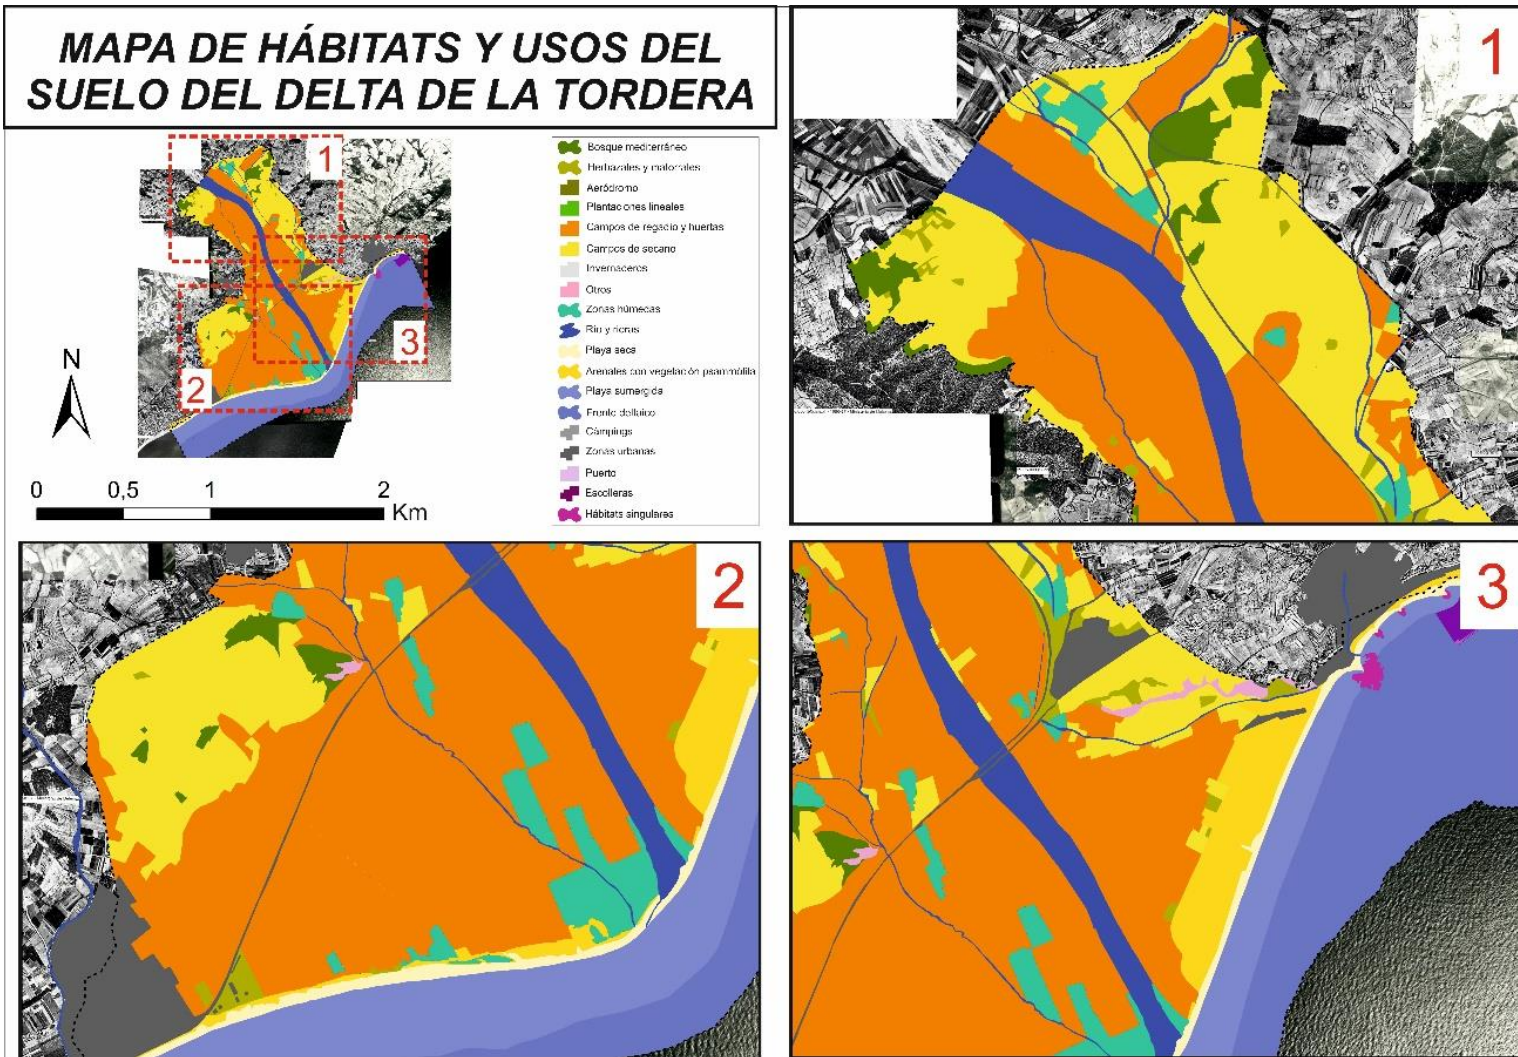 MAPA DE HÁBITATS Y USOS DEL
SUELO DEL DELTA DE LA TORDERA
1
2
3
N
0 0,5 1 2
Km
Bosque mediterráneo
Herbazales y matorrales
Aeródromo
Plantaciones lineales
Campos de regadío y huertas
Campos de secano
Invernaceros
Otros
Zonas húmecas
Río y rieras
Playa seca
Arenales con vegetación psammófila
Playa sumergida
Frente deltaico
Cámpings
Zonas urbanas
Puerto
Escolleras
Hábitats singulares
1
2
3